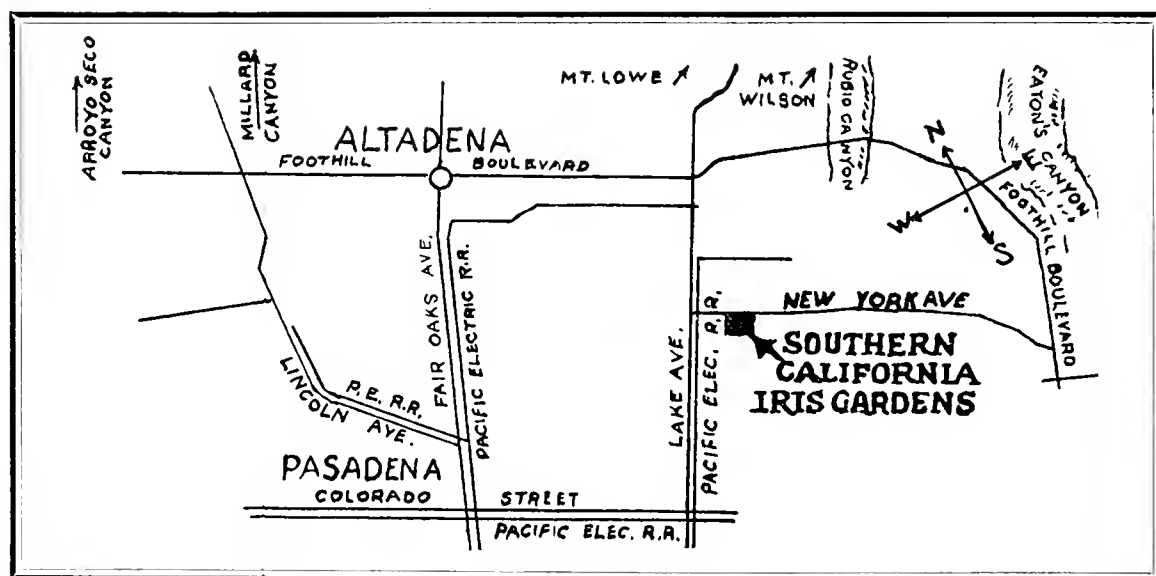 ARROYO SECO
CANYON
MILLARD
CANYON
MT. LOWE
MT.
WILSON
RUBIO CANYON
EATON'S CANYON
ALTADENA
FOOTHILL BOULEVARD
N
E
W
S
FOOTHILL BOULEVARD
FAIR OAKS AVE.
PACIFIC ELECTRIC R.R.
LAKE AVE.
PACIFIC ELEC. R.R.
NEW YORK AVE
SOUTHERN
CALIFORNIA
IRIS GARDENS
P.E. R.R.
LINCOLN AVE.
PASADENA
COLORADO STREET
PACIFIC ELEC. R.R.